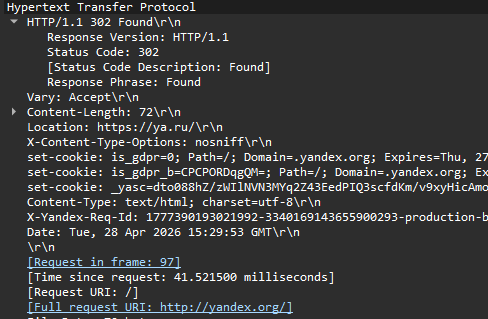 Hypertext Transfer Protocol
HTTP/1.1 302 Found\r\n
Response Version: HTTP/1.1
Status Code: 302
[Status Code Description: Found]
Response Phrase: Found
Vary: Accept\r\n
Content-Length: 72\r\n
Location: https://ya.ru/\r\n
X-Content-Type-Options: nosniff\r\n
set-cookie: is_gdpr=0; Path=/; Domain=.yandex.org; Expires=Thu, 27
set-cookie: is_gdpr_b=CPCPORDqgQM=; Path=/; Domain=.yandex.org; Ex
set-cookie: _yasc=dto088hZ/zWIlNVN3MYq2Z43EedPIQ3scfdKm/v9xyHicAmo
Content-Type: text/html; charset=utf-8\r\n
X-Yandex-Req-Id: 1777390193021992-3340169143655900293-production-b
Date: Tue, 28 Apr 2026 15:29:53 GMT\r\n
\r\n
[Request in frame: 97]
[Time since request: 41.521500 milliseconds]
[Request URI: /]
[Full request URI: http://yandex.org/]